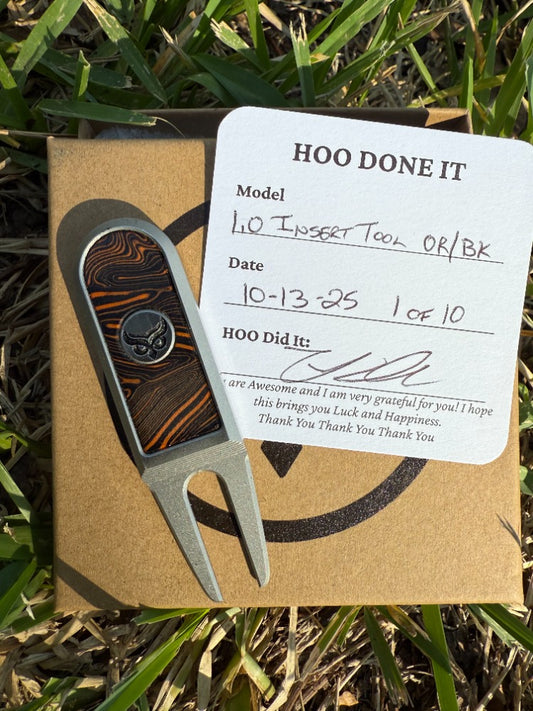 HOO DONE IT
Model
1.0 INSERT TOOL OR/BK
Date
10-13-25 1 OF 10
HOO Did It:
are Awesome and I am very grateful for you! I hope
this brings you Luck and Happiness.
Thank You Thank You Thank You